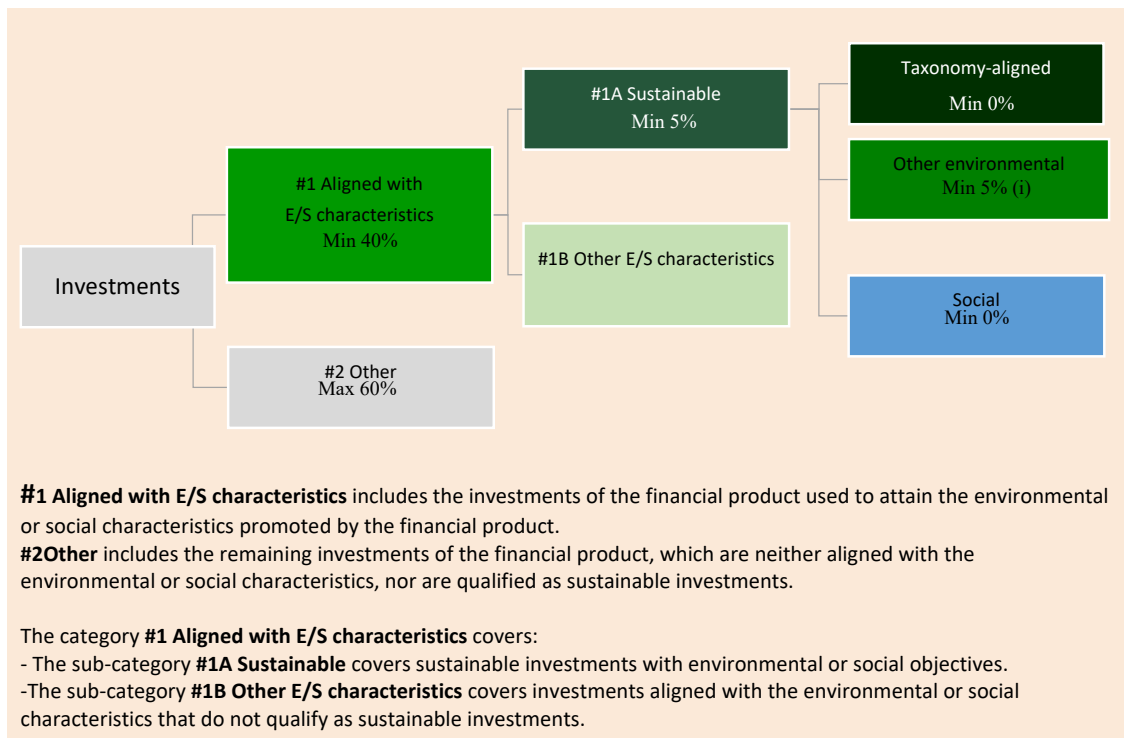 Investments
#1 Aligned with
E/S characteristics
Min 40%
#2 Other
Max 60%
#1A Sustainable
Min 5%
#1B Other E/S characteristics
Taxonomy-aligned
Min 0%
Other environmental
Min 5% (i)
Social
Min 0%
#1 Aligned with E/S characteristics includes the investments of the financial product used to attain the environmental
or social characteristics promoted by the financial product.
#2Other includes the remaining investments of the financial product, which are neither aligned with the
environmental or social characteristics, nor are qualified as sustainable investments.
The category #1 Aligned with E/S characteristics covers:
- The sub-category #1A Sustainable covers sustainable investments with environmental or social objectives.
-The sub-category #1B Other E/S characteristics covers investments aligned with the environmental or social
characteristics that do not qualify as sustainable investments.